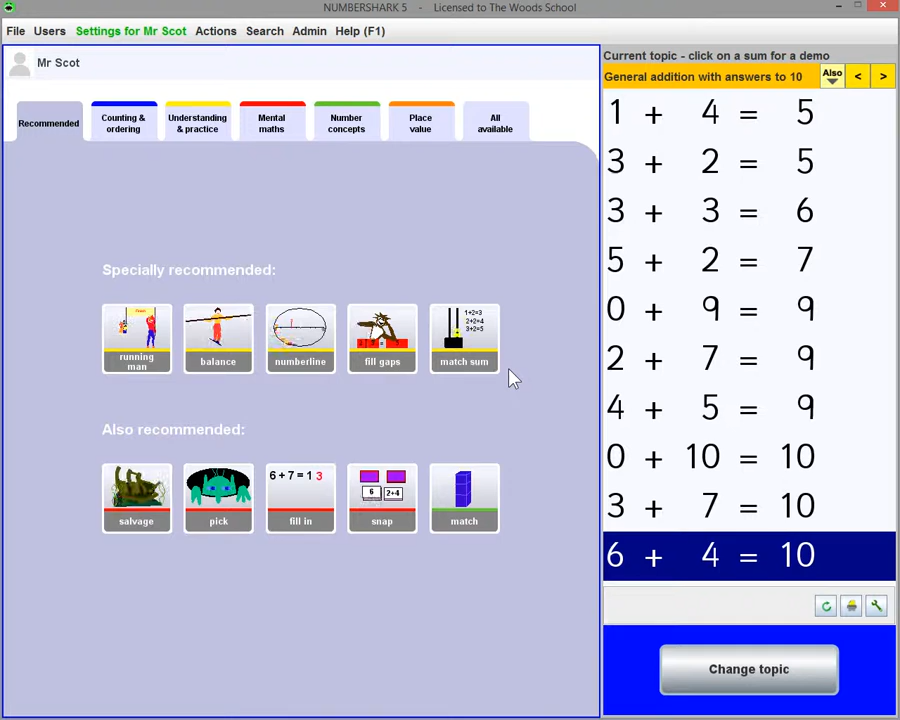 NUMBERSHARK 5 - Licensed to The Woods School
File Users Settings for Mr Scot Actions Search Admin Help (F1)
Mr Scot
Recommended
Counting & ordering
Understanding & practice
Mental maths
Number concepts
Place value
All available
Specially recommended:
running man
balance
numberline
fill gaps
1+2=3
2+2=4
3+2=5
match sum
Also recommended:
salvage
pick
6 + 7 = 1 3
fill in
6 2+4
snap
match
Current topic - click on a sum for a demo
General addition with answers to 10
Also < >
1 + 4 = 5
3 + 2 = 5
3 + 3 = 6
5 + 2 = 7
0 + 9 = 9
2 + 7 = 9
4 + 5 = 9
0 + 10 = 10
3 + 7 = 10
6 + 4 = 10
Change topic